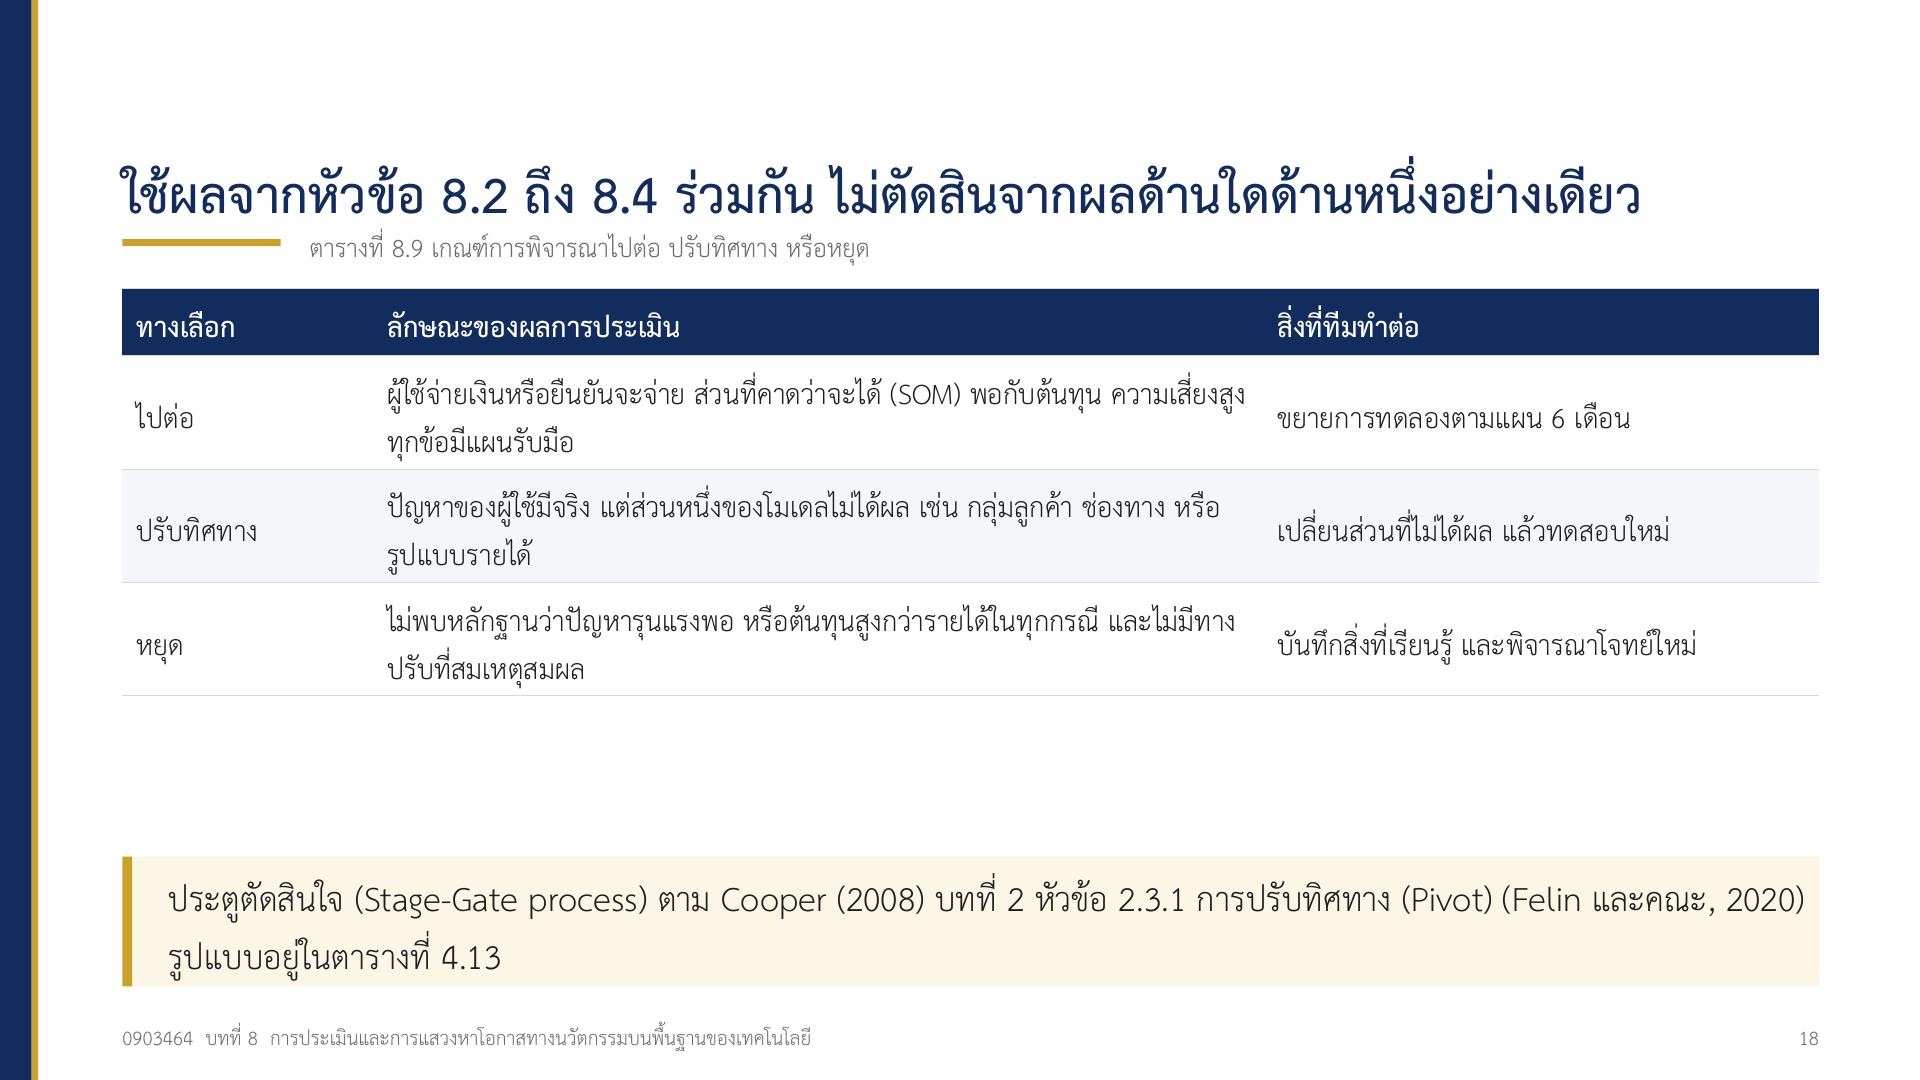 ใช้ผลจากหัวข้อ 8.2 ถึง 8.4 ร่วมกัน ไม่ตัดสินจากผลด้านใดด้านหนึ่งอย่างเดียว
ตารางที่ 8.9 เกณฑ์การพิจารณาไปต่อ ปรับทิศทาง หรือหยุด
ทางเลือก ลักษณะของผลการประเมิน สิ่งที่ทีมทำต่อ
ผู้ใช้จ่ายเงินหรือยืนยันจะจ่าย ส่วนที่คาดว่าจะได้ (SOM) พอกับต้นทุน ความเสี่ยงสูง
ไปต่อ ขยายการทดลองตามแผน 6 เดือน
ทุกข้อมีแผนรับมือ
ปัญหาของผู้ใช้มีจริง แต่ส่วนหนึ่งของโมเดลไม่ได้ผล เช่น กลุ่มลูกค้า ช่องทาง หรือ
ปรับทิศทาง เปลี่ยนส่วนที่ไม่ได้ผล แล้วทดสอบใหม่
รูปแบบรายได้
ไม่พบหลักฐานว่าปัญหารุนแรงพอ หรือต้นทุนสูงกว่ารายได้ในทุกกรณี และไม่มีทาง
หยุด บันทึกสิ่งที่เรียนรู้ และพิจารณาโจทย์ใหม่
ปรับที่สมเหตุสมผล
ประตูตัดสินใจ (Stage-Gate process) ตาม Cooper (2008) บทที่ 2 หัวข้อ 2.3.1 การปรับทิศทาง (Pivot) (Felin และคณะ, 2020)
รูปแบบอยู่ในตารางที่ 4.13
0903464 บทที่ 8 การประเมินและการแสวงหาโอกาสทางนวัตกรรมบนพื้นฐานของเทคโนโลยี 18